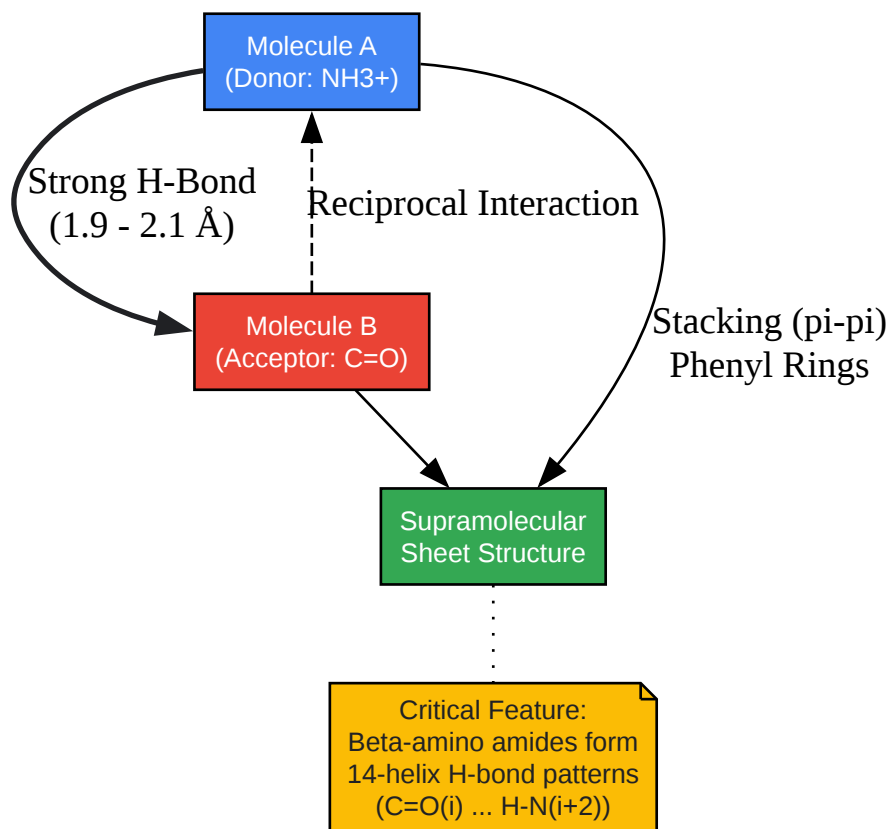 Molecule A
(Donor: NH3+)
Strong H-Bond
(1.9 - 2.1 Å)
Reciprocal Interaction
Molecule B
(Acceptor: C=O)
Stacking (pi-pi)
Phenyl Rings
Supramolecular
Sheet Structure
Critical Feature:
Beta-amino amides form
14-helix H-bond patterns
(C=O(i) ... H-N(i+2))